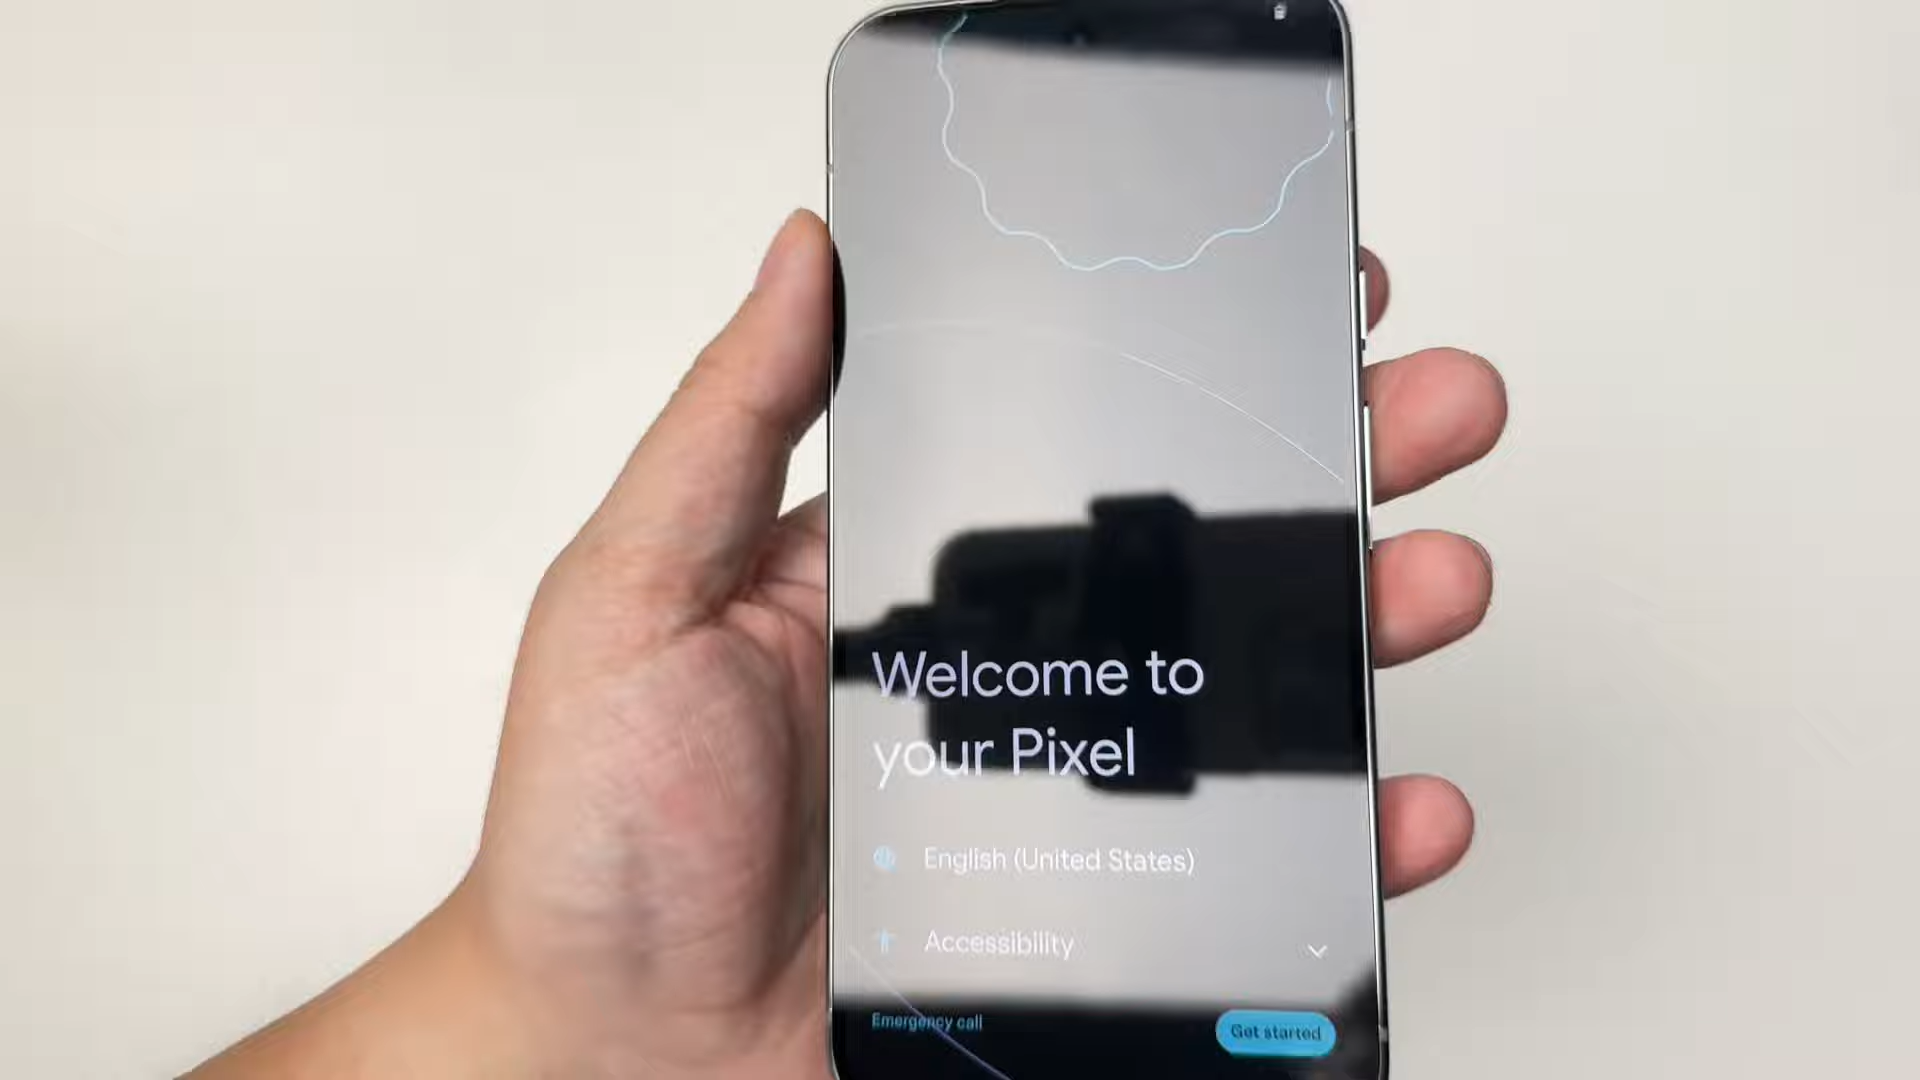 Welcome to
your Pixel
English (United States)
Accessibility
Emergency call
Get started